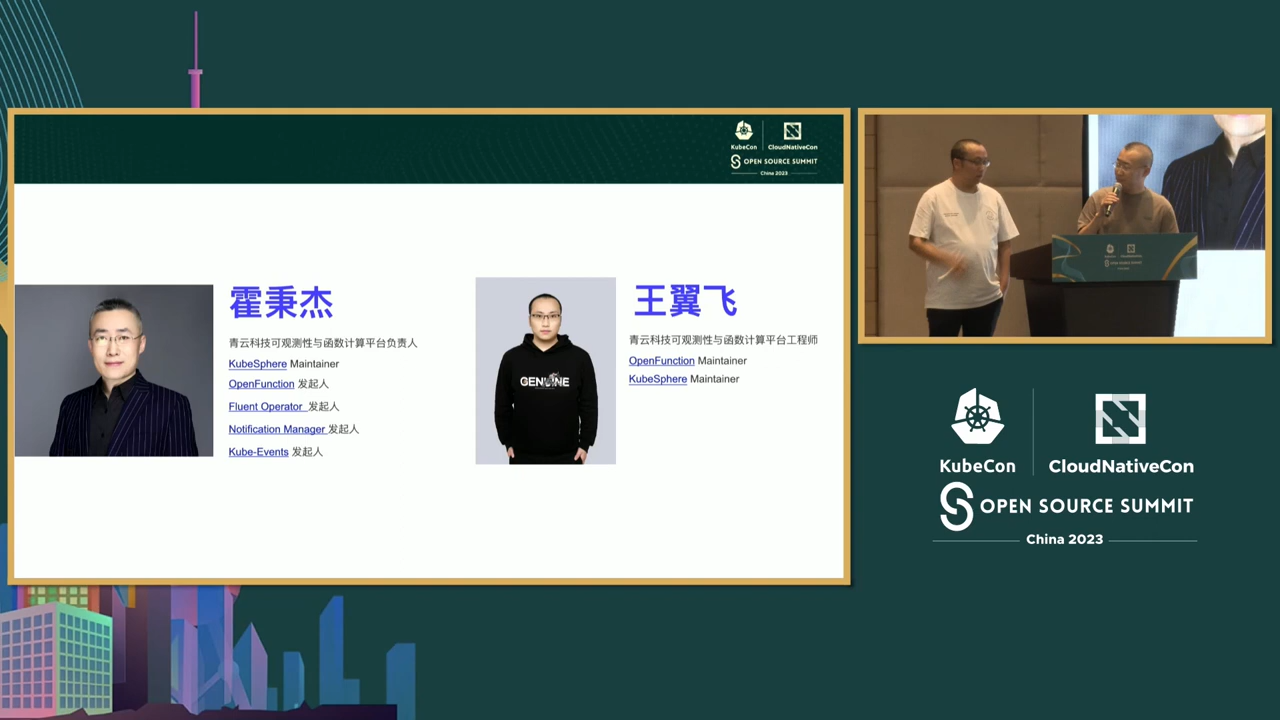 KubeCon
CloudNativeCon
OPEN SOURCE SUMMIT
China 2023
霍秉杰
青云科技可观测性与函数计算平台负责人
KubeSphere Maintainer
OpenFunction 发起人
Fluent Operator 发起人
Notification Manager 发起人
Kube-Events 发起人
GENUINE
王翼飞
青云科技可观测性与函数计算平台工程师
OpenFunction Maintainer
KubeSphere Maintainer
KubeCon
CloudNativeCon
OPEN SOURCE SUMMIT
China 2023